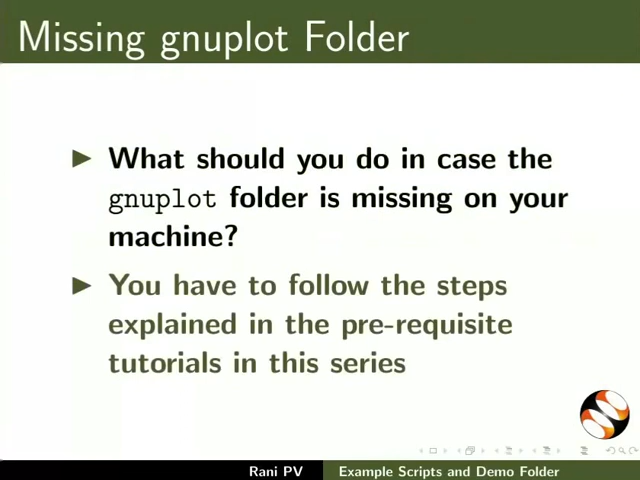 Missing gnuplot Folder
What should you do in case the
gnuplot folder is missing on your
machine?
You have to follow the steps
explained in the pre-requisite
tutorials in this series
Rani PV Example Scripts and Demo Folder